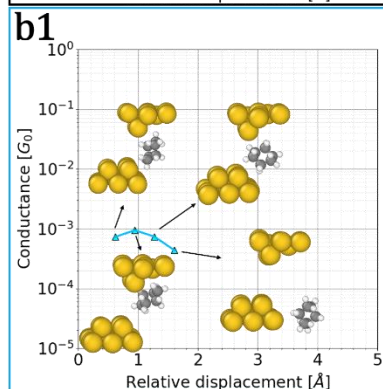 b1
10⁰
10⁻¹
10⁻²
10⁻³
10⁻⁴
10⁻⁵
Conductance [G₀]
0 1 2 3 4 5
Relative displacement [Å]